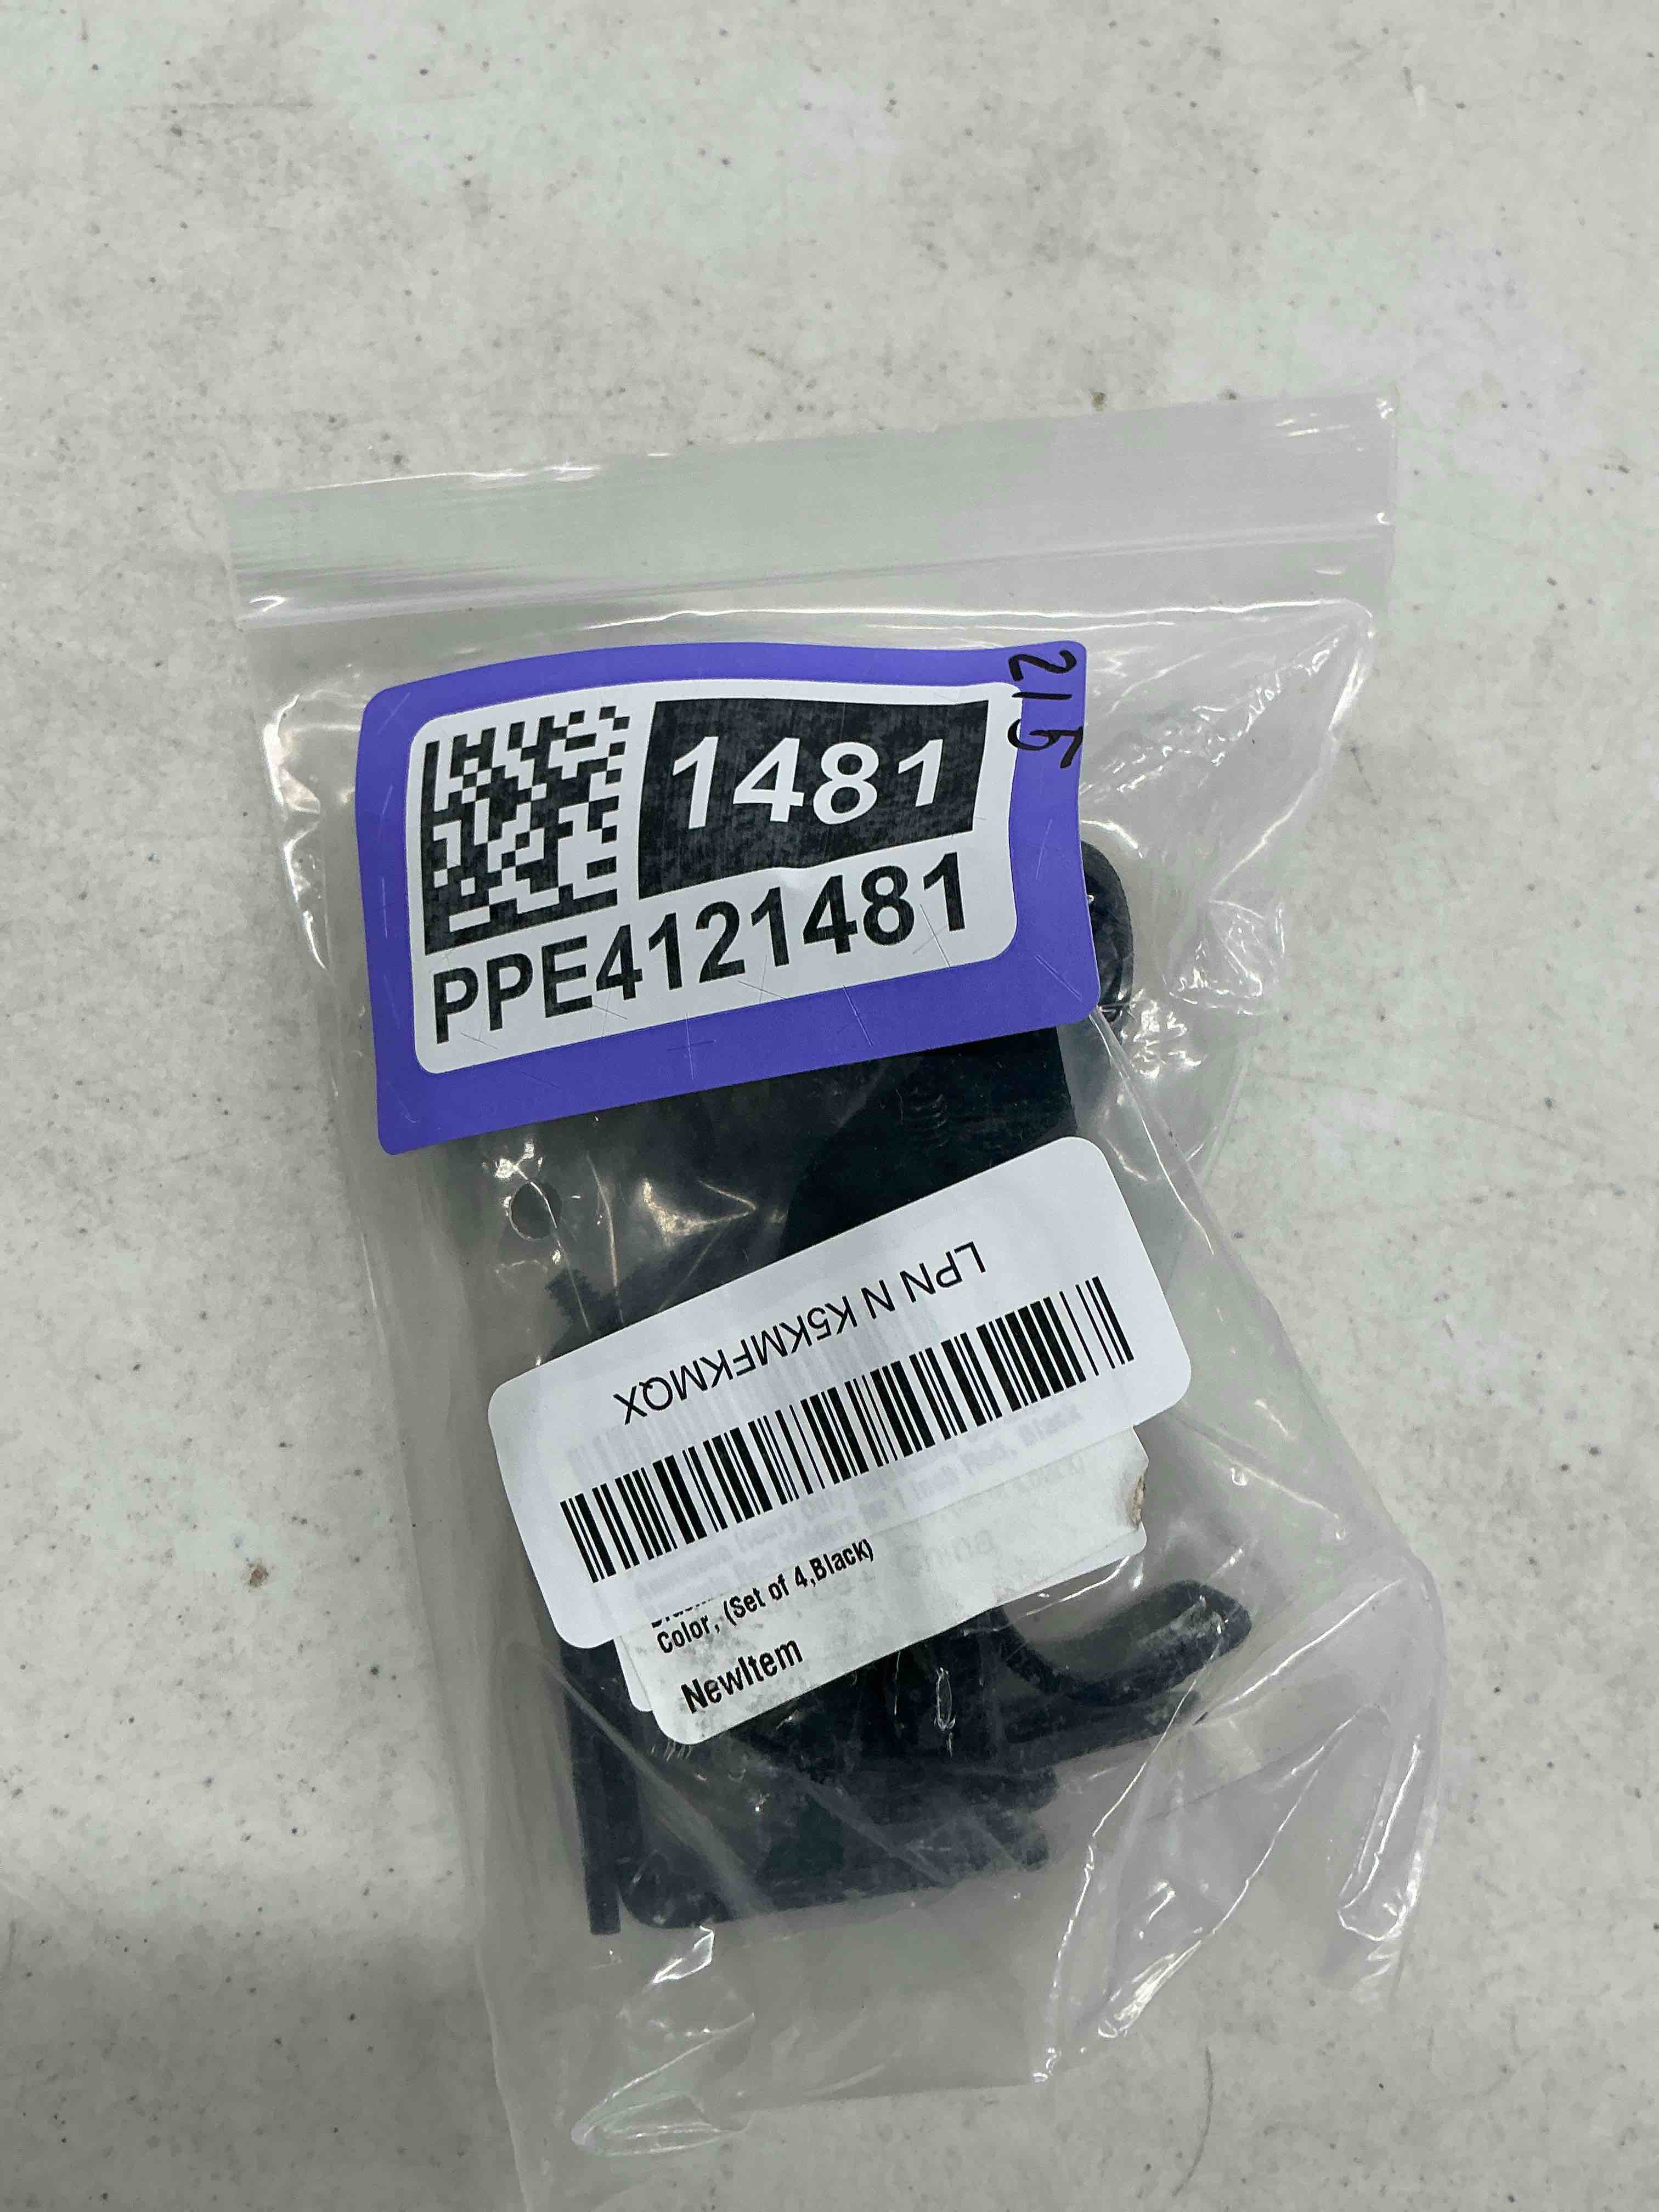 1481
PPE4121481
215
LPN N K5KMFKMQX
Color, (Set of 4,Black)
NewItem